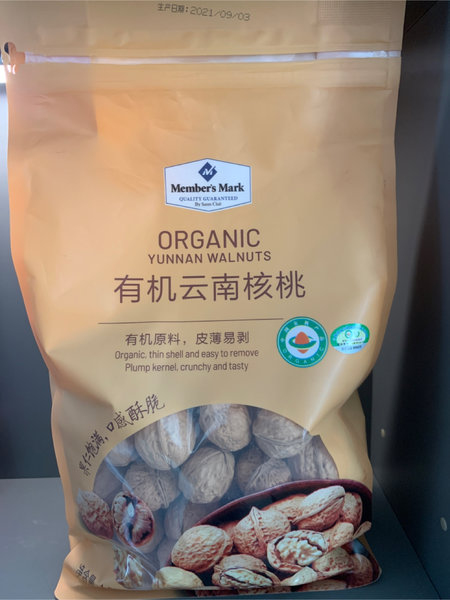 生产日期：2021/09/03
Member's Mark
QUALITY GUARANTEED
By Sam's Club
ORGANIC
YUNNAN WALNUTS
有机云南核桃
有机原料，皮薄易剥
Organic, thin shell and easy to remove
Plump kernel, crunchy and tasty
ORGANIC
果仁饱满，口感酥脆